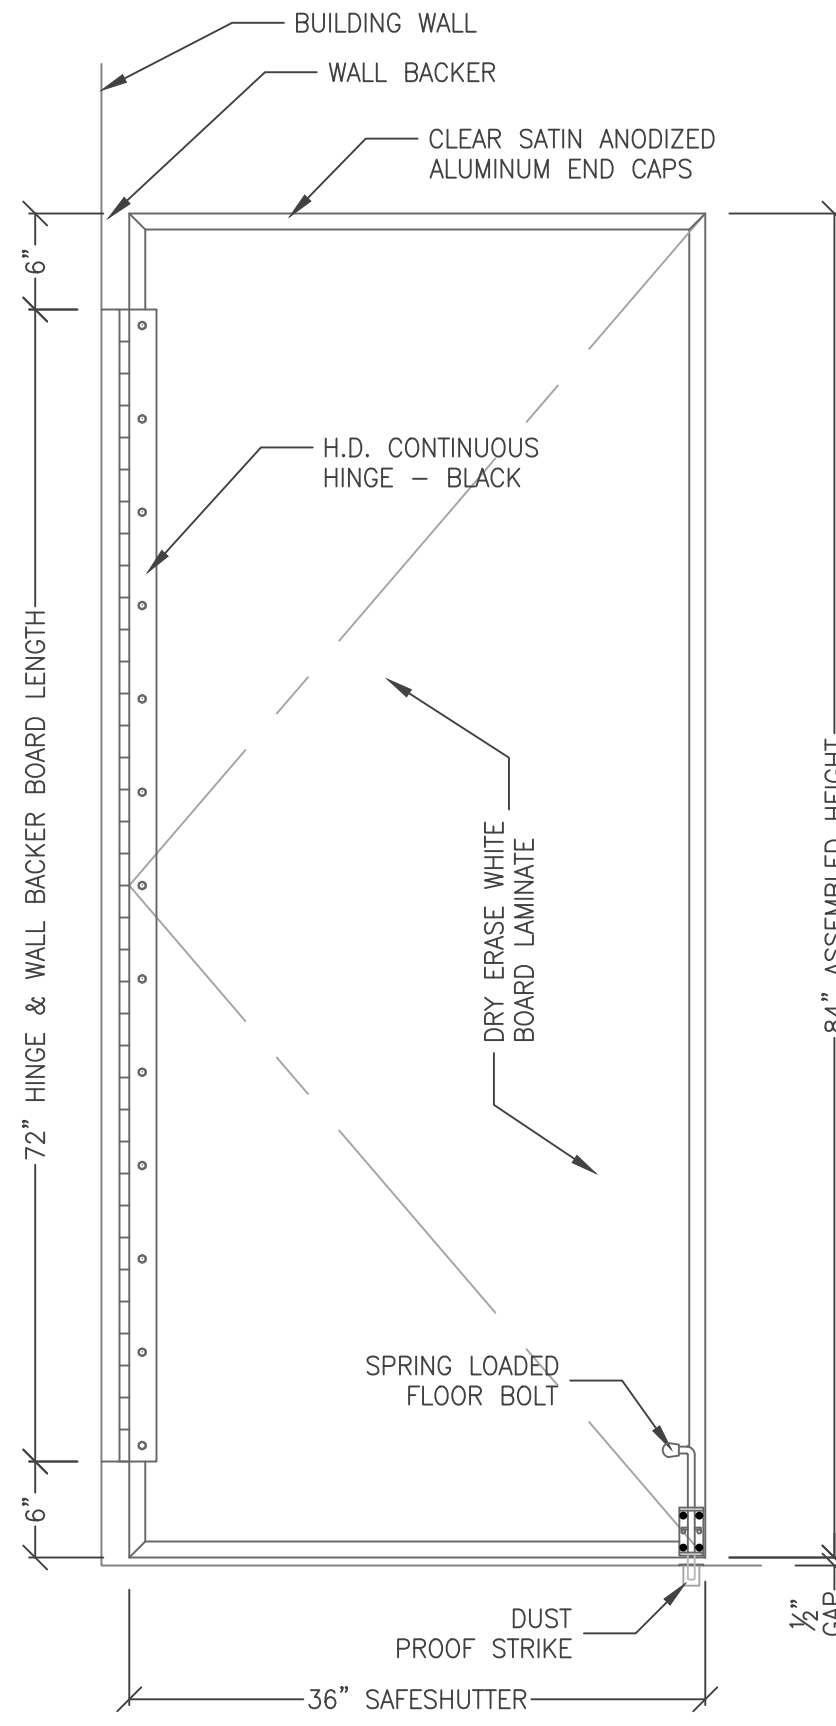 BUILDING WALL
WALL BACKER
CLEAR SATIN ANODIZED
ALUMINUM END CAPS
6”
H.D. CONTINUOUS
HINGE – BLACK
72” HINGE & WALL BACKER BOARD LENGTH
DRY ERASE WHITE
BOARD LAMINATE
84” ASSEMBLED HEIGHT
SPRING LOADED
FLOOR BOLT
6”
½”
GAP
DUST
PROOF STRIKE
36” SAFESHUTTER